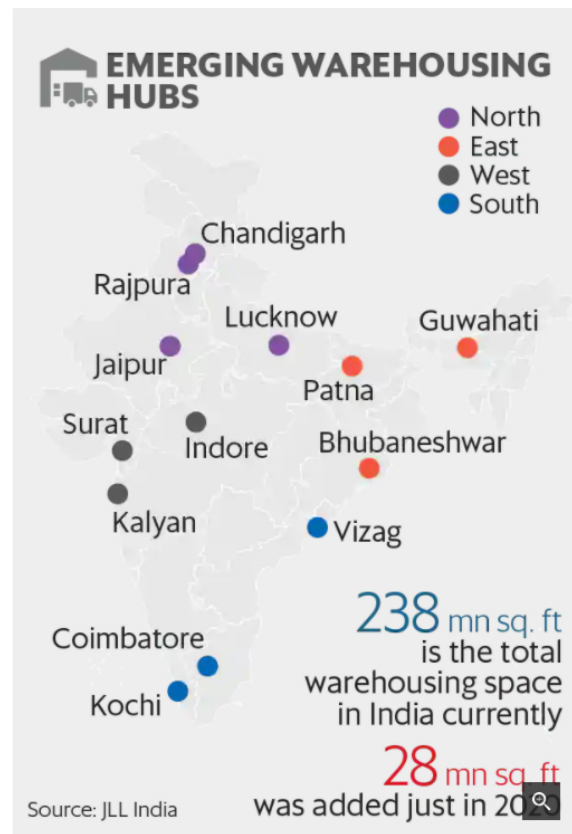 EMERGING WAREHOUSING
HUBS
North
East
West
South
Chandigarh
Rajpura
Lucknow
Guwahati
Jaipur
Patna
Surat
Indore
Bhubaneshwar
Kalyan
Vizag
238 mn sq. ft
is the total
warehousing space
in India currently
Coimbatore
Kochi
28 mn sq. ft
was added just in 2020
Source: JLL India